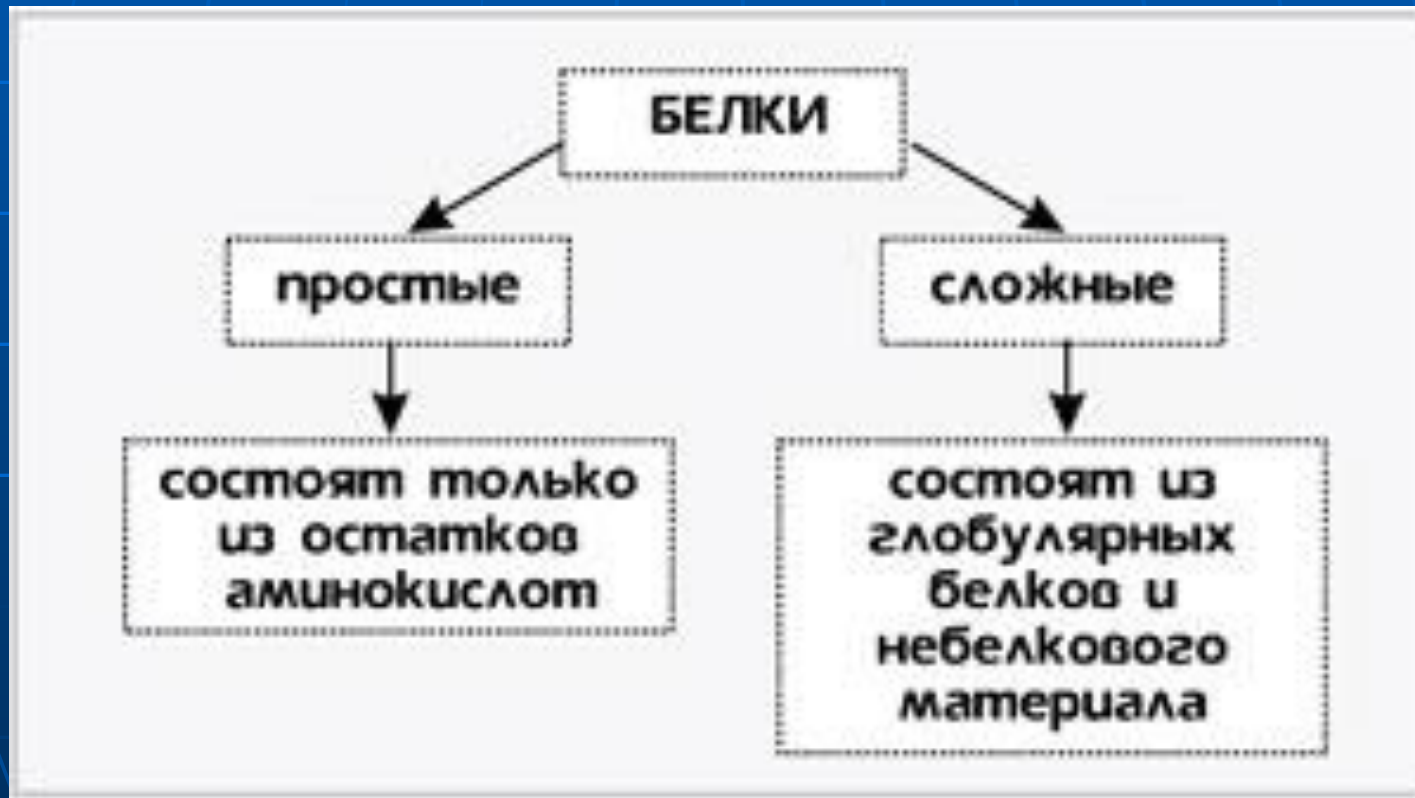 БЕЛКИ
простые
сложные
состоят только
из остатков
аминокислот
состоят из
глобулярных
белков и
небелкового
материала